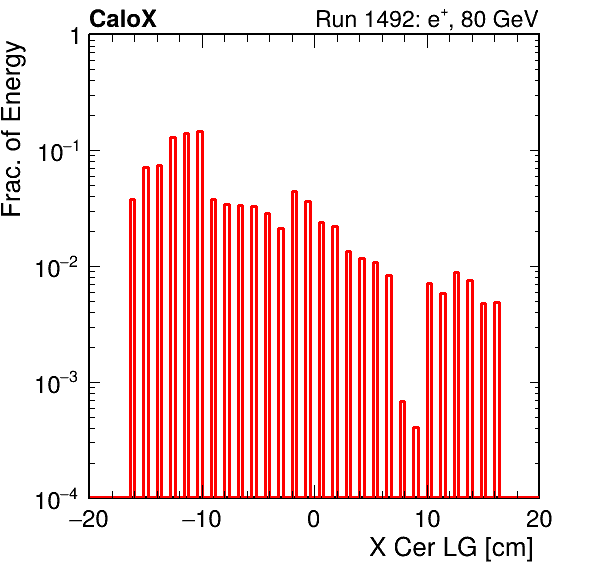 CaloX Run 1492: e⁺, 80 GeV
Frac. of Energy
1
10⁻¹
10⁻²
10⁻³
10⁻⁴
−20 −10 0 10 20
X Cer LG [cm]